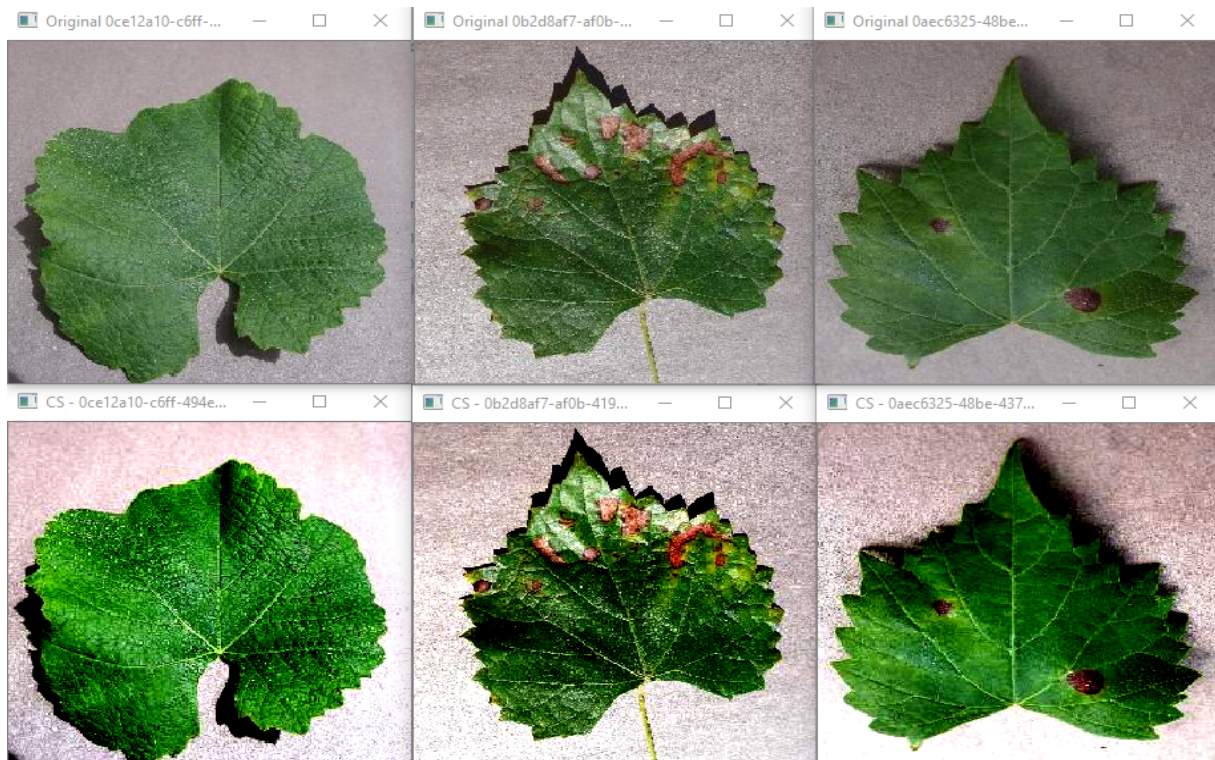 Original 0ce12a10-c6ff-...
Original 0b2d8af7-af0b-...
Original 0aec6325-48be...
CS - 0ce12a10-c6ff-494e...
CS - 0b2d8af7-af0b-419...
CS - 0aec6325-48be-437...